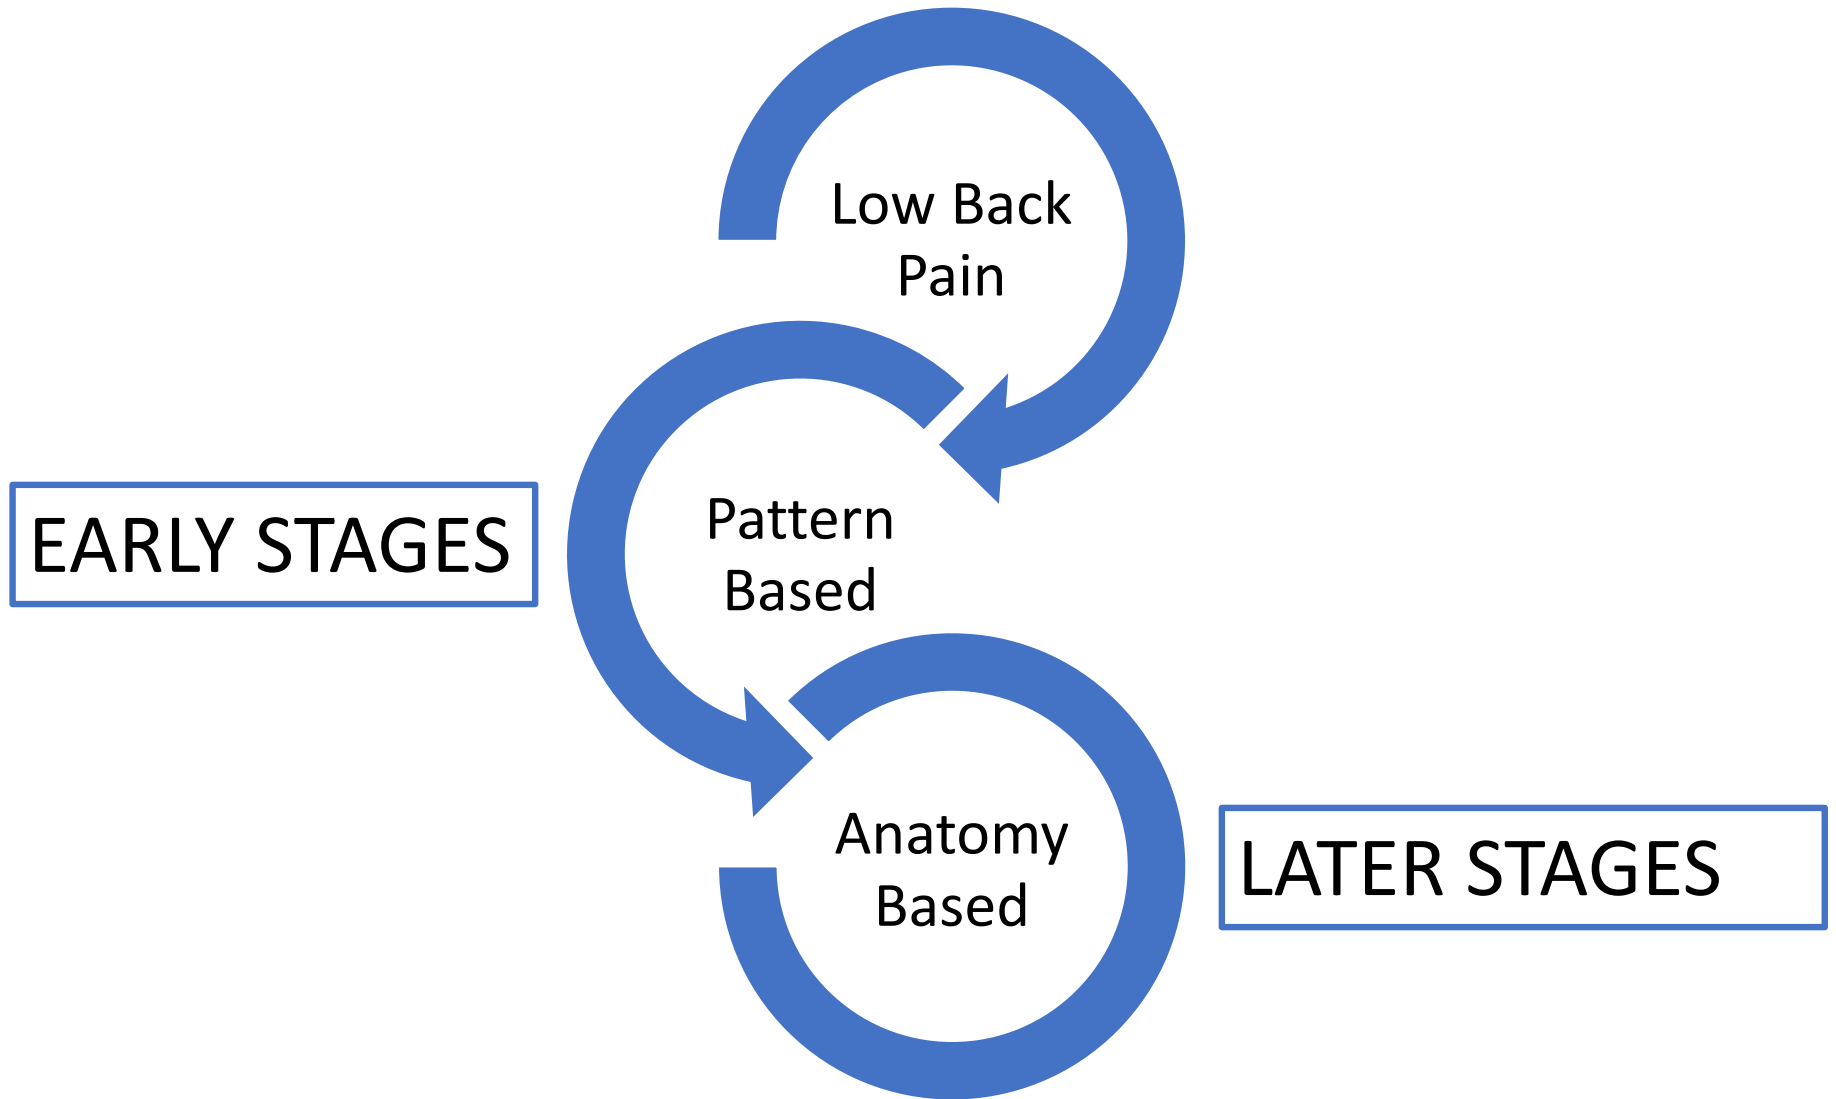 Low Back
Pain
EARLY STAGES
Pattern
Based
Anatomy
Based
LATER STAGES